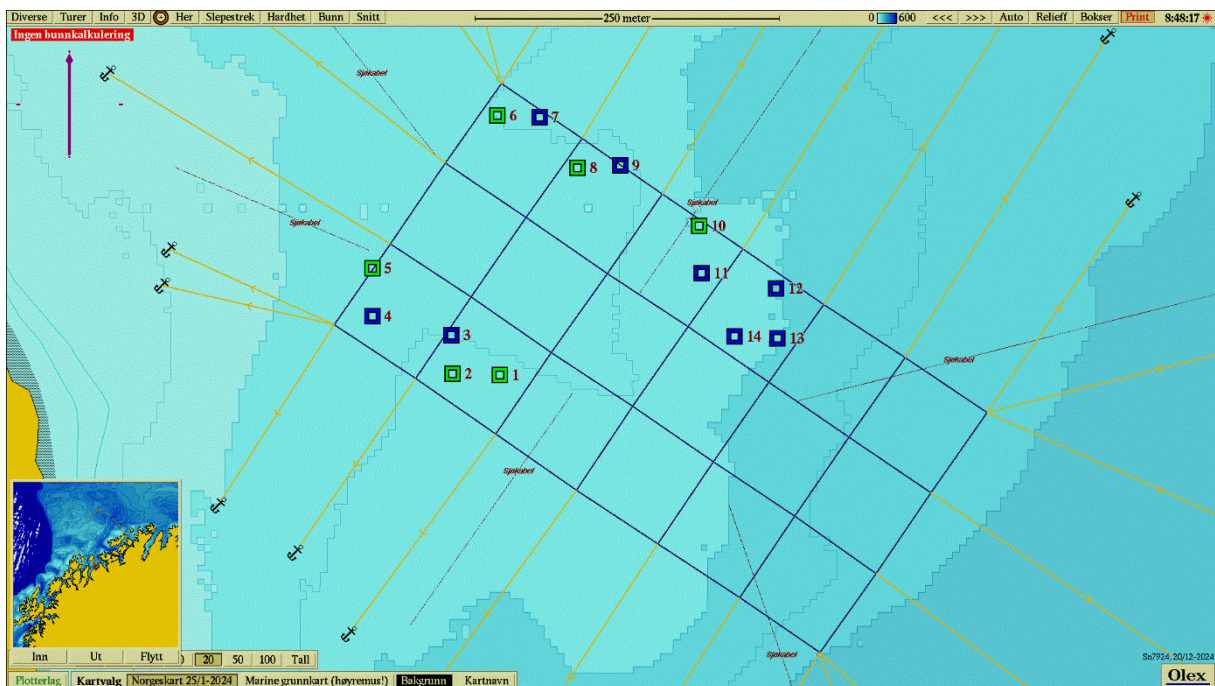 Diverse Turer Info 3D Her Slepestrek Hardhet Bunn Snitt 250 meter 0 600 <<< >>> Auto Relieff Bokser Print 8:48:17
Ingen bunnkalkulering
Sjøkabel
6 7
8 9
Sjøkabel
Sjøkabel
10
5
11
12
4
3
14 13
2 1
Sjøkabel
Sjøkabel
Sjøkabel
Inn Ut Flytt
20 50 100 Tall
Sn7924, 20/12-2024
Plotterlag Kartvalg Norgeskart 25/1-2024 Marine grunnkart (høyremus!) Bakgrunn Kartnavn
Olex